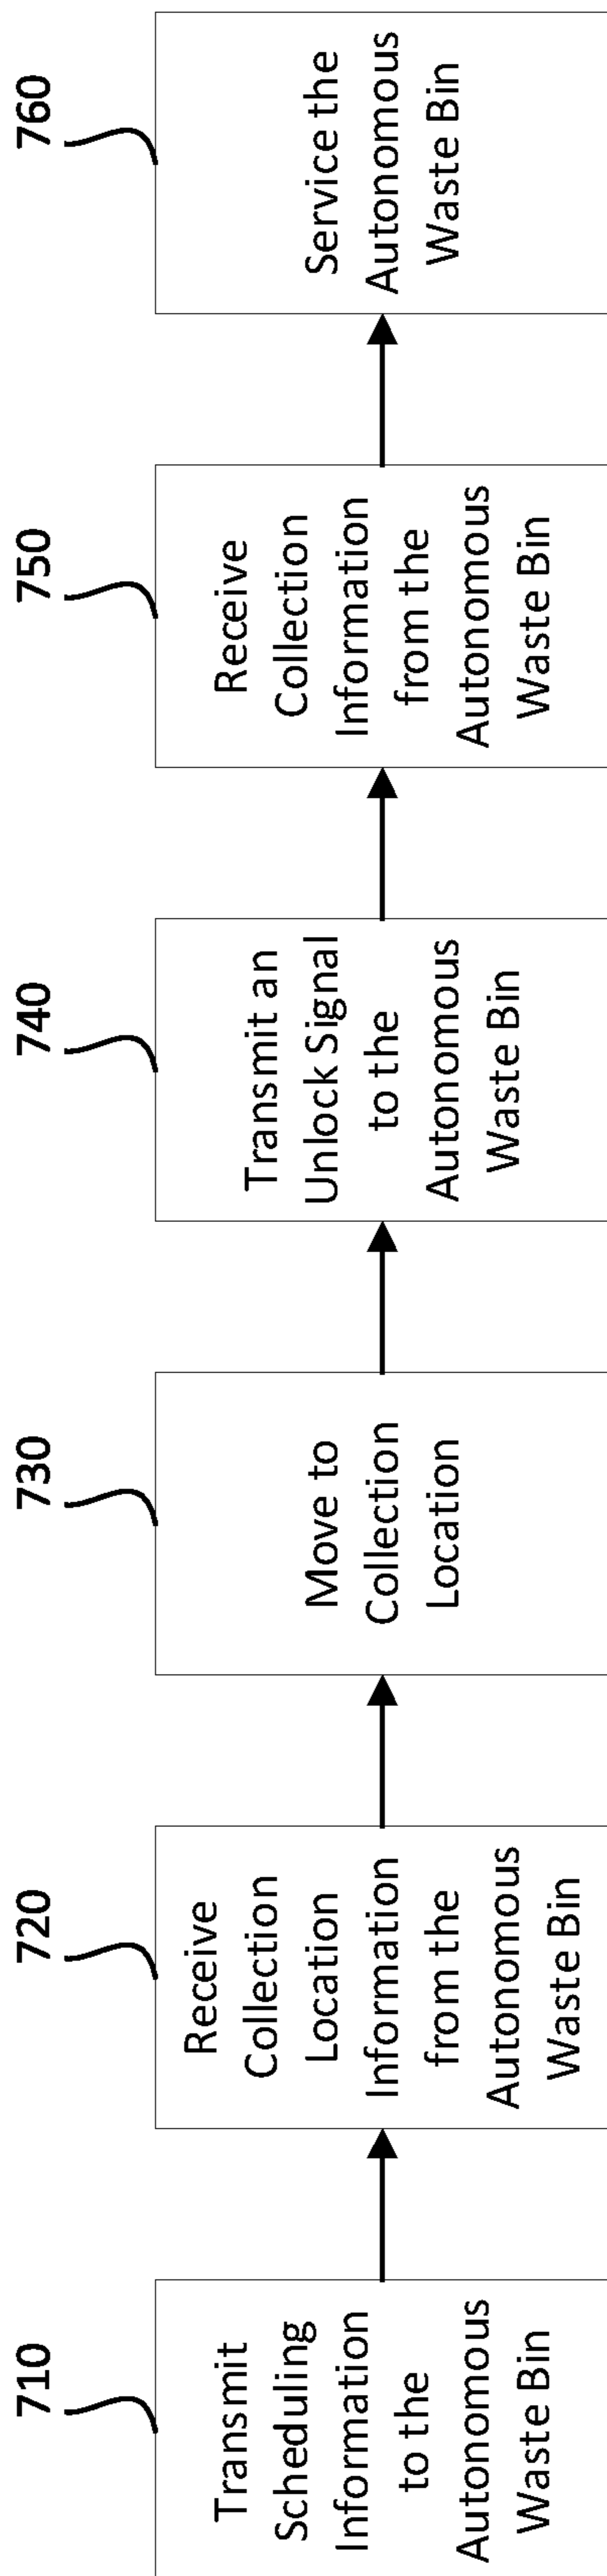 710
Transmit
Scheduling
Information
to the
Autonomous
Waste Bin
720
Receive
Collection
Location
Information
from the
Autonomous
Waste Bin
730
Move to
Collection
Location
740
Transmit an
Unlock Signal
to the
Autonomous
Waste Bin
750
Receive
Collection
Information
from the
Autonomous
Waste Bin
760
Service the
Autonomous
Waste Bin